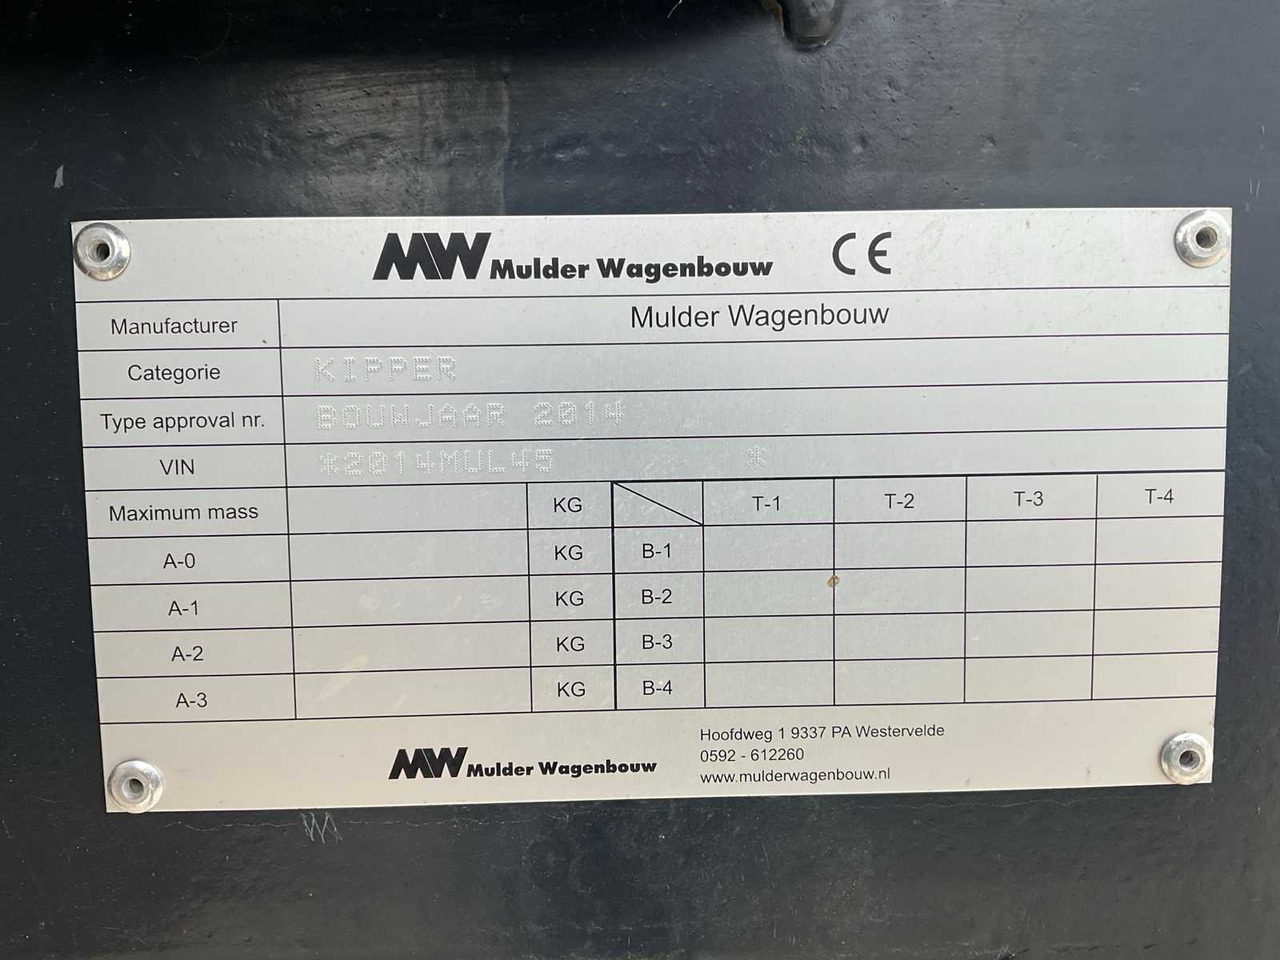 MW Mulder Wagenbouw CE
Manufacturer Mulder Wagenbouw
Categorie KIPPER
Type approval nr. BOUWJAAR 2014
VIN *2014MUL45 *
Maximum mass KG T-1 T-2 T-3 T-4
A-0 KG B-1
A-1 KG B-2
A-2 KG B-3
A-3 KG B-4
MW Mulder Wagenbouw
Hoofdweg 1 9337 PA Westervelde
0592 - 612260
www.mulderwagenbouw.nl